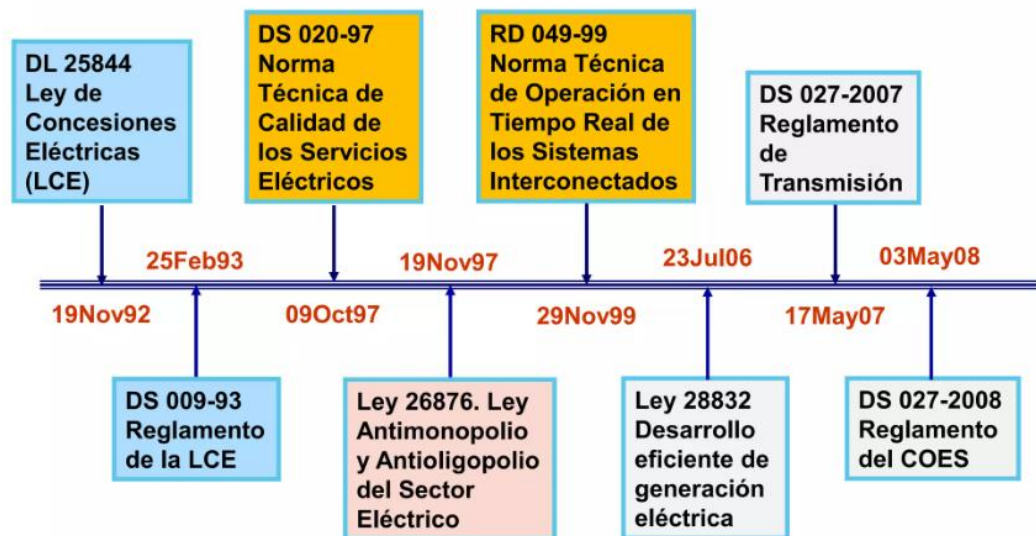 DL 25844
Ley de
Concesiones
Eléctricas
(LCE)
DS 020-97
Norma
Técnica de
Calidad de
los Servicios
Eléctricos
RD 049-99
Norma Técnica
de Operación en
Tiempo Real de
los Sistemas
Interconectados
DS 027-2007
Reglamento
de
Transmisión
25Feb93
19Nov97
23Jul06
03May08
19Nov92
09Oct97
29Nov99
17May07
DS 009-93
Reglamento
de la LCE
Ley 26876. Ley
Antimonopolio
y Antioligopolio
del Sector
Eléctrico
Ley 28832
Desarrollo
eficiente de
generación
eléctrica
DS 027-2008
Reglamento
del COES